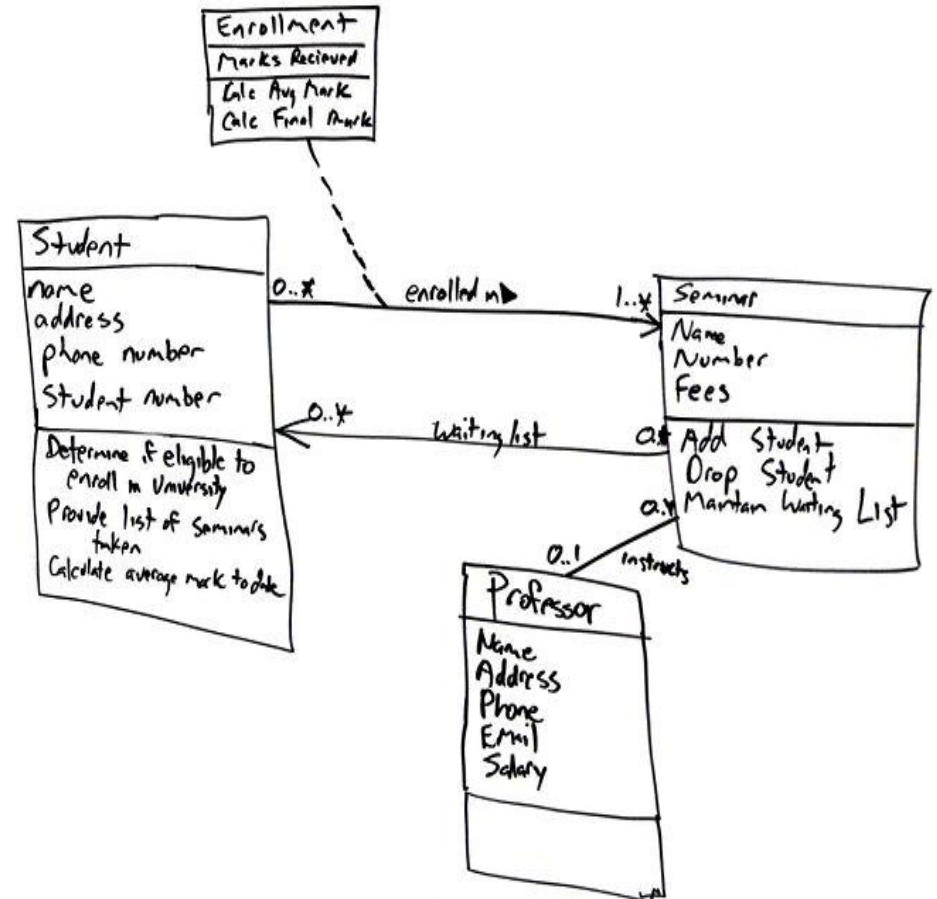 Enrollment
Marks Recieved
Calc Avg Mark
Calc Final Mark
Student
name
address
phone number
Student number
Determine if eligible to
enroll in University
Provide list of seminars
taken
Calculate average mark to date
0..*
enrolled in
1..*
Seminar
Name
Number
Fees
Add Student
Drop Student
Maintain Waiting List
0..*
Waiting list
0..*
0..*
instructs
0..1
Professor
Name
Address
Phone
Email
Salary